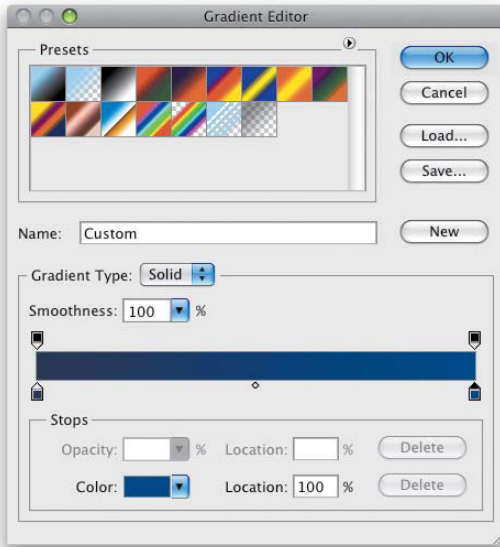 Gradient Editor
Presets
OK
Cancel
Load...
Save...
Name: Custom
New
Gradient Type: Solid
Smoothness: 100 %
Stops
Opacity: % Location: % Delete
Color: Location: 100 % Delete